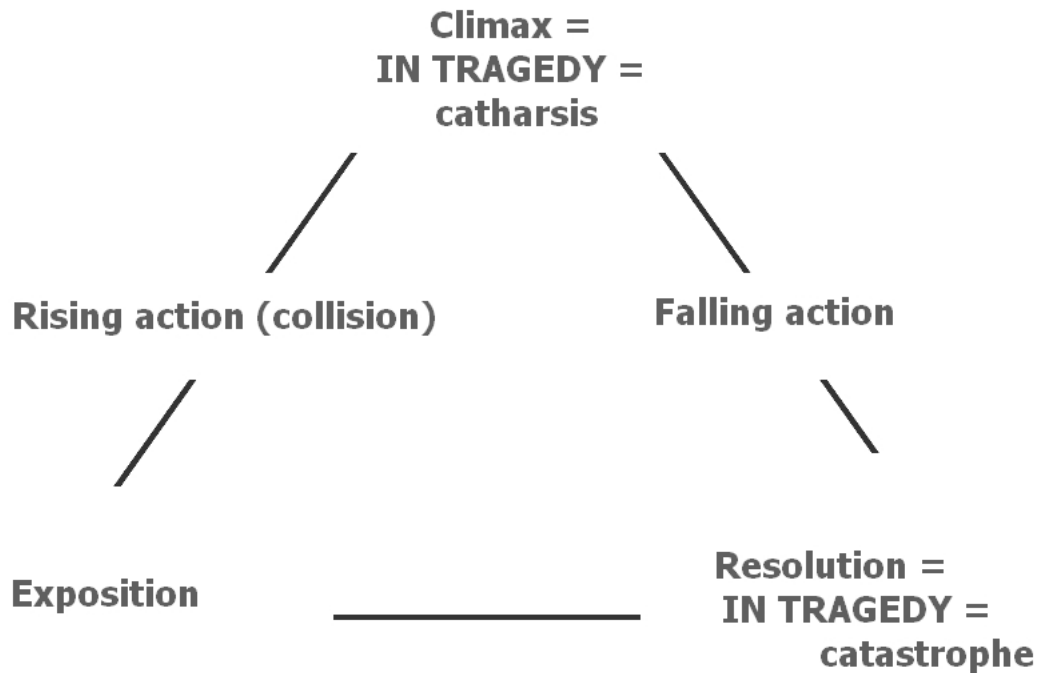 Climax =
IN TRAGEDY =
catharsis
Rising action (collision)
Falling action
Exposition
Resolution =
IN TRAGEDY =
catastrophe